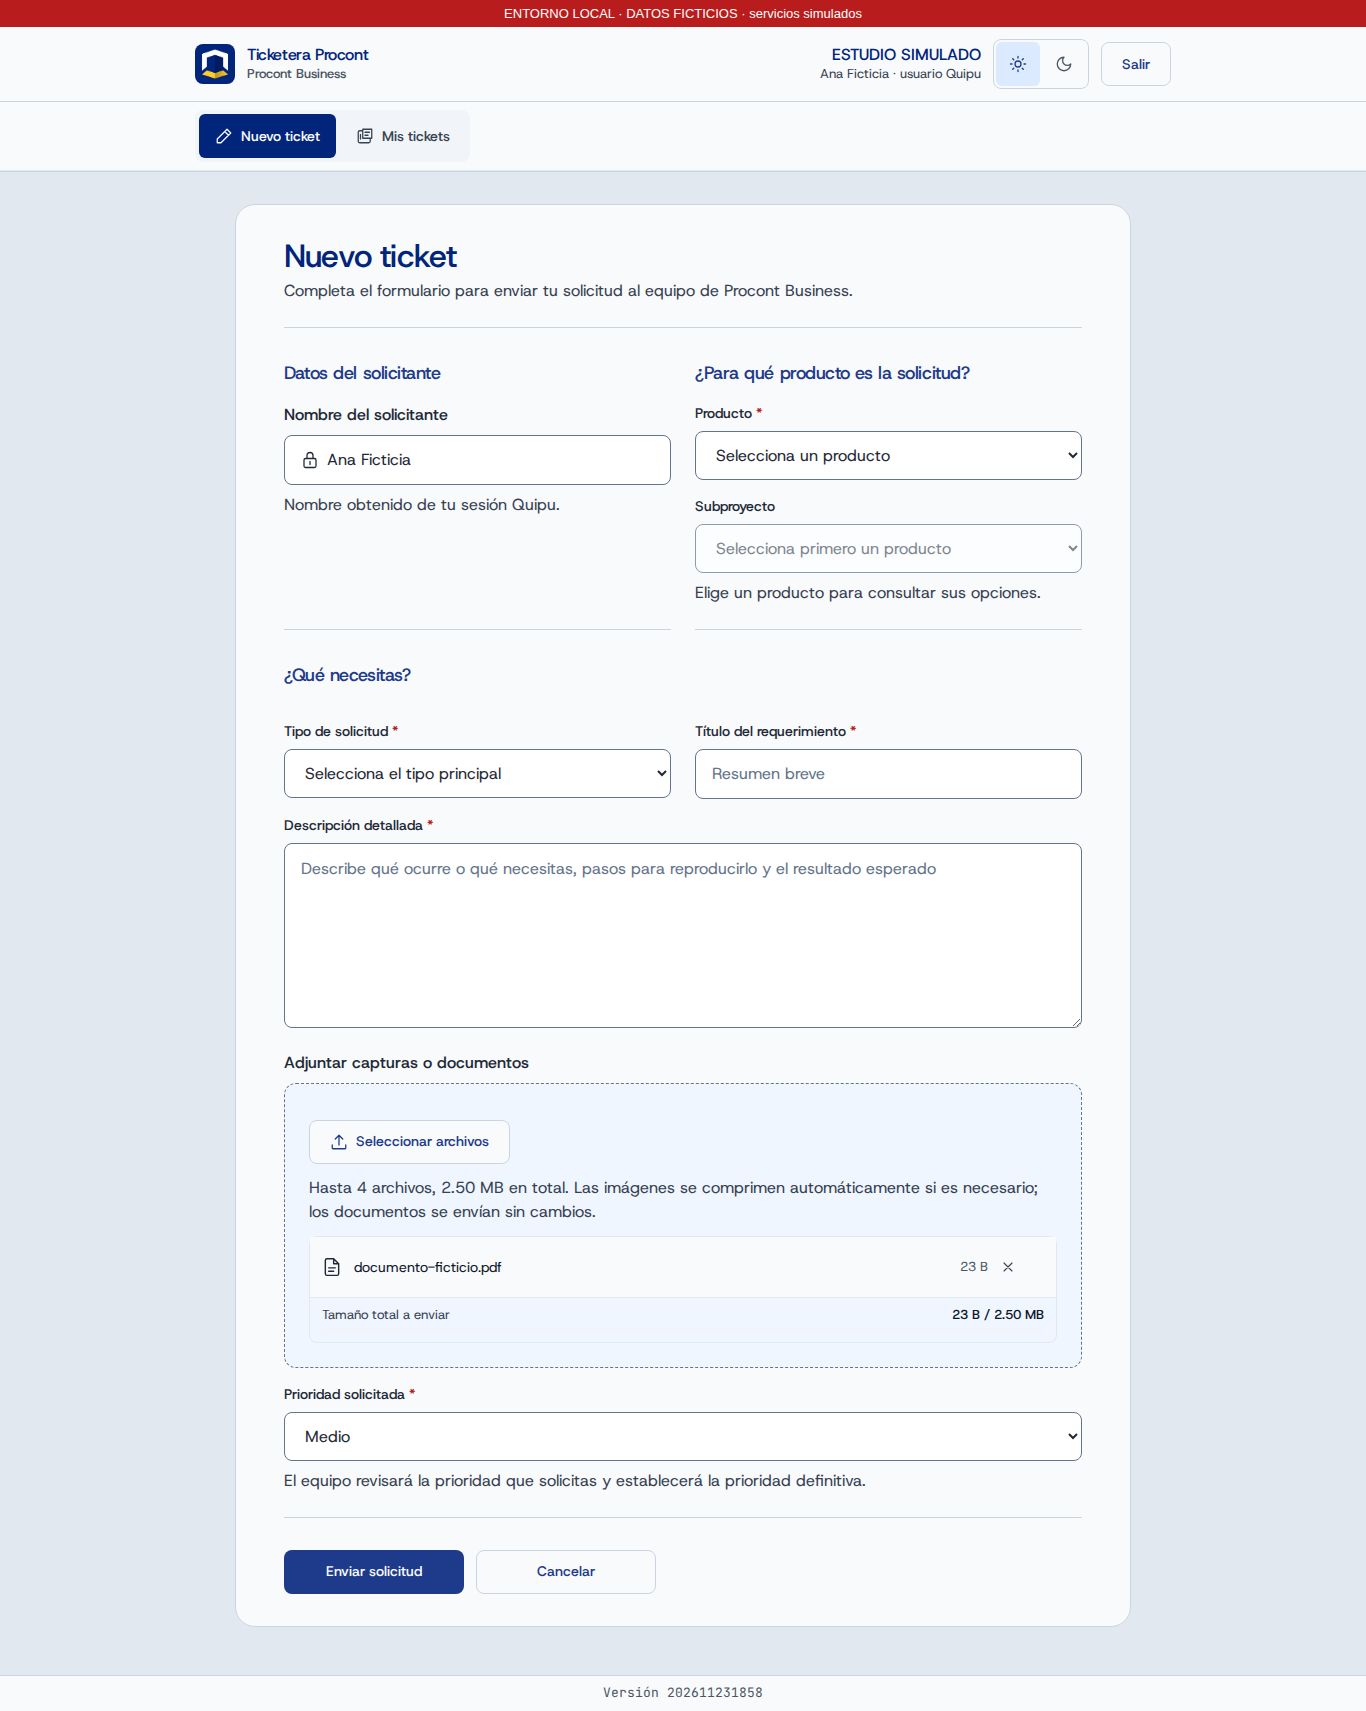 ENTORNO LOCAL · DATOS FICTICIOS · servicios simulados
Ticketera Procont
Procont Business
ESTUDIO SIMULADO
Ana Ficticia · usuario Quipu
Salir
Nuevo ticket
Mis tickets
Nuevo ticket
Completa el formulario para enviar tu solicitud al equipo de Procont Business.
Datos del solicitante
Nombre del solicitante
Ana Ficticia
Nombre obtenido de tu sesión Quipu.
¿Para qué producto es la solicitud?
Producto *
Selecciona un producto
Subproyecto
Selecciona primero un producto
Elige un producto para consultar sus opciones.
¿Qué necesitas?
Tipo de solicitud *
Selecciona el tipo principal
Título del requerimiento *
Resumen breve
Descripción detallada *
Describe qué ocurre o qué necesitas, pasos para reproducirlo y el resultado esperado
Adjuntar capturas o documentos
Seleccionar archivos
Hasta 4 archivos, 2.50 MB en total. Las imágenes se comprimen automáticamente si es necesario;
los documentos se envían sin cambios.
documento-ficticio.pdf
23 B
Tamaño total a enviar
23 B / 2.50 MB
Prioridad solicitada *
Medio
El equipo revisará la prioridad que solicitas y establecerá la prioridad definitiva.
Enviar solicitud
Cancelar
Versión 202611231858